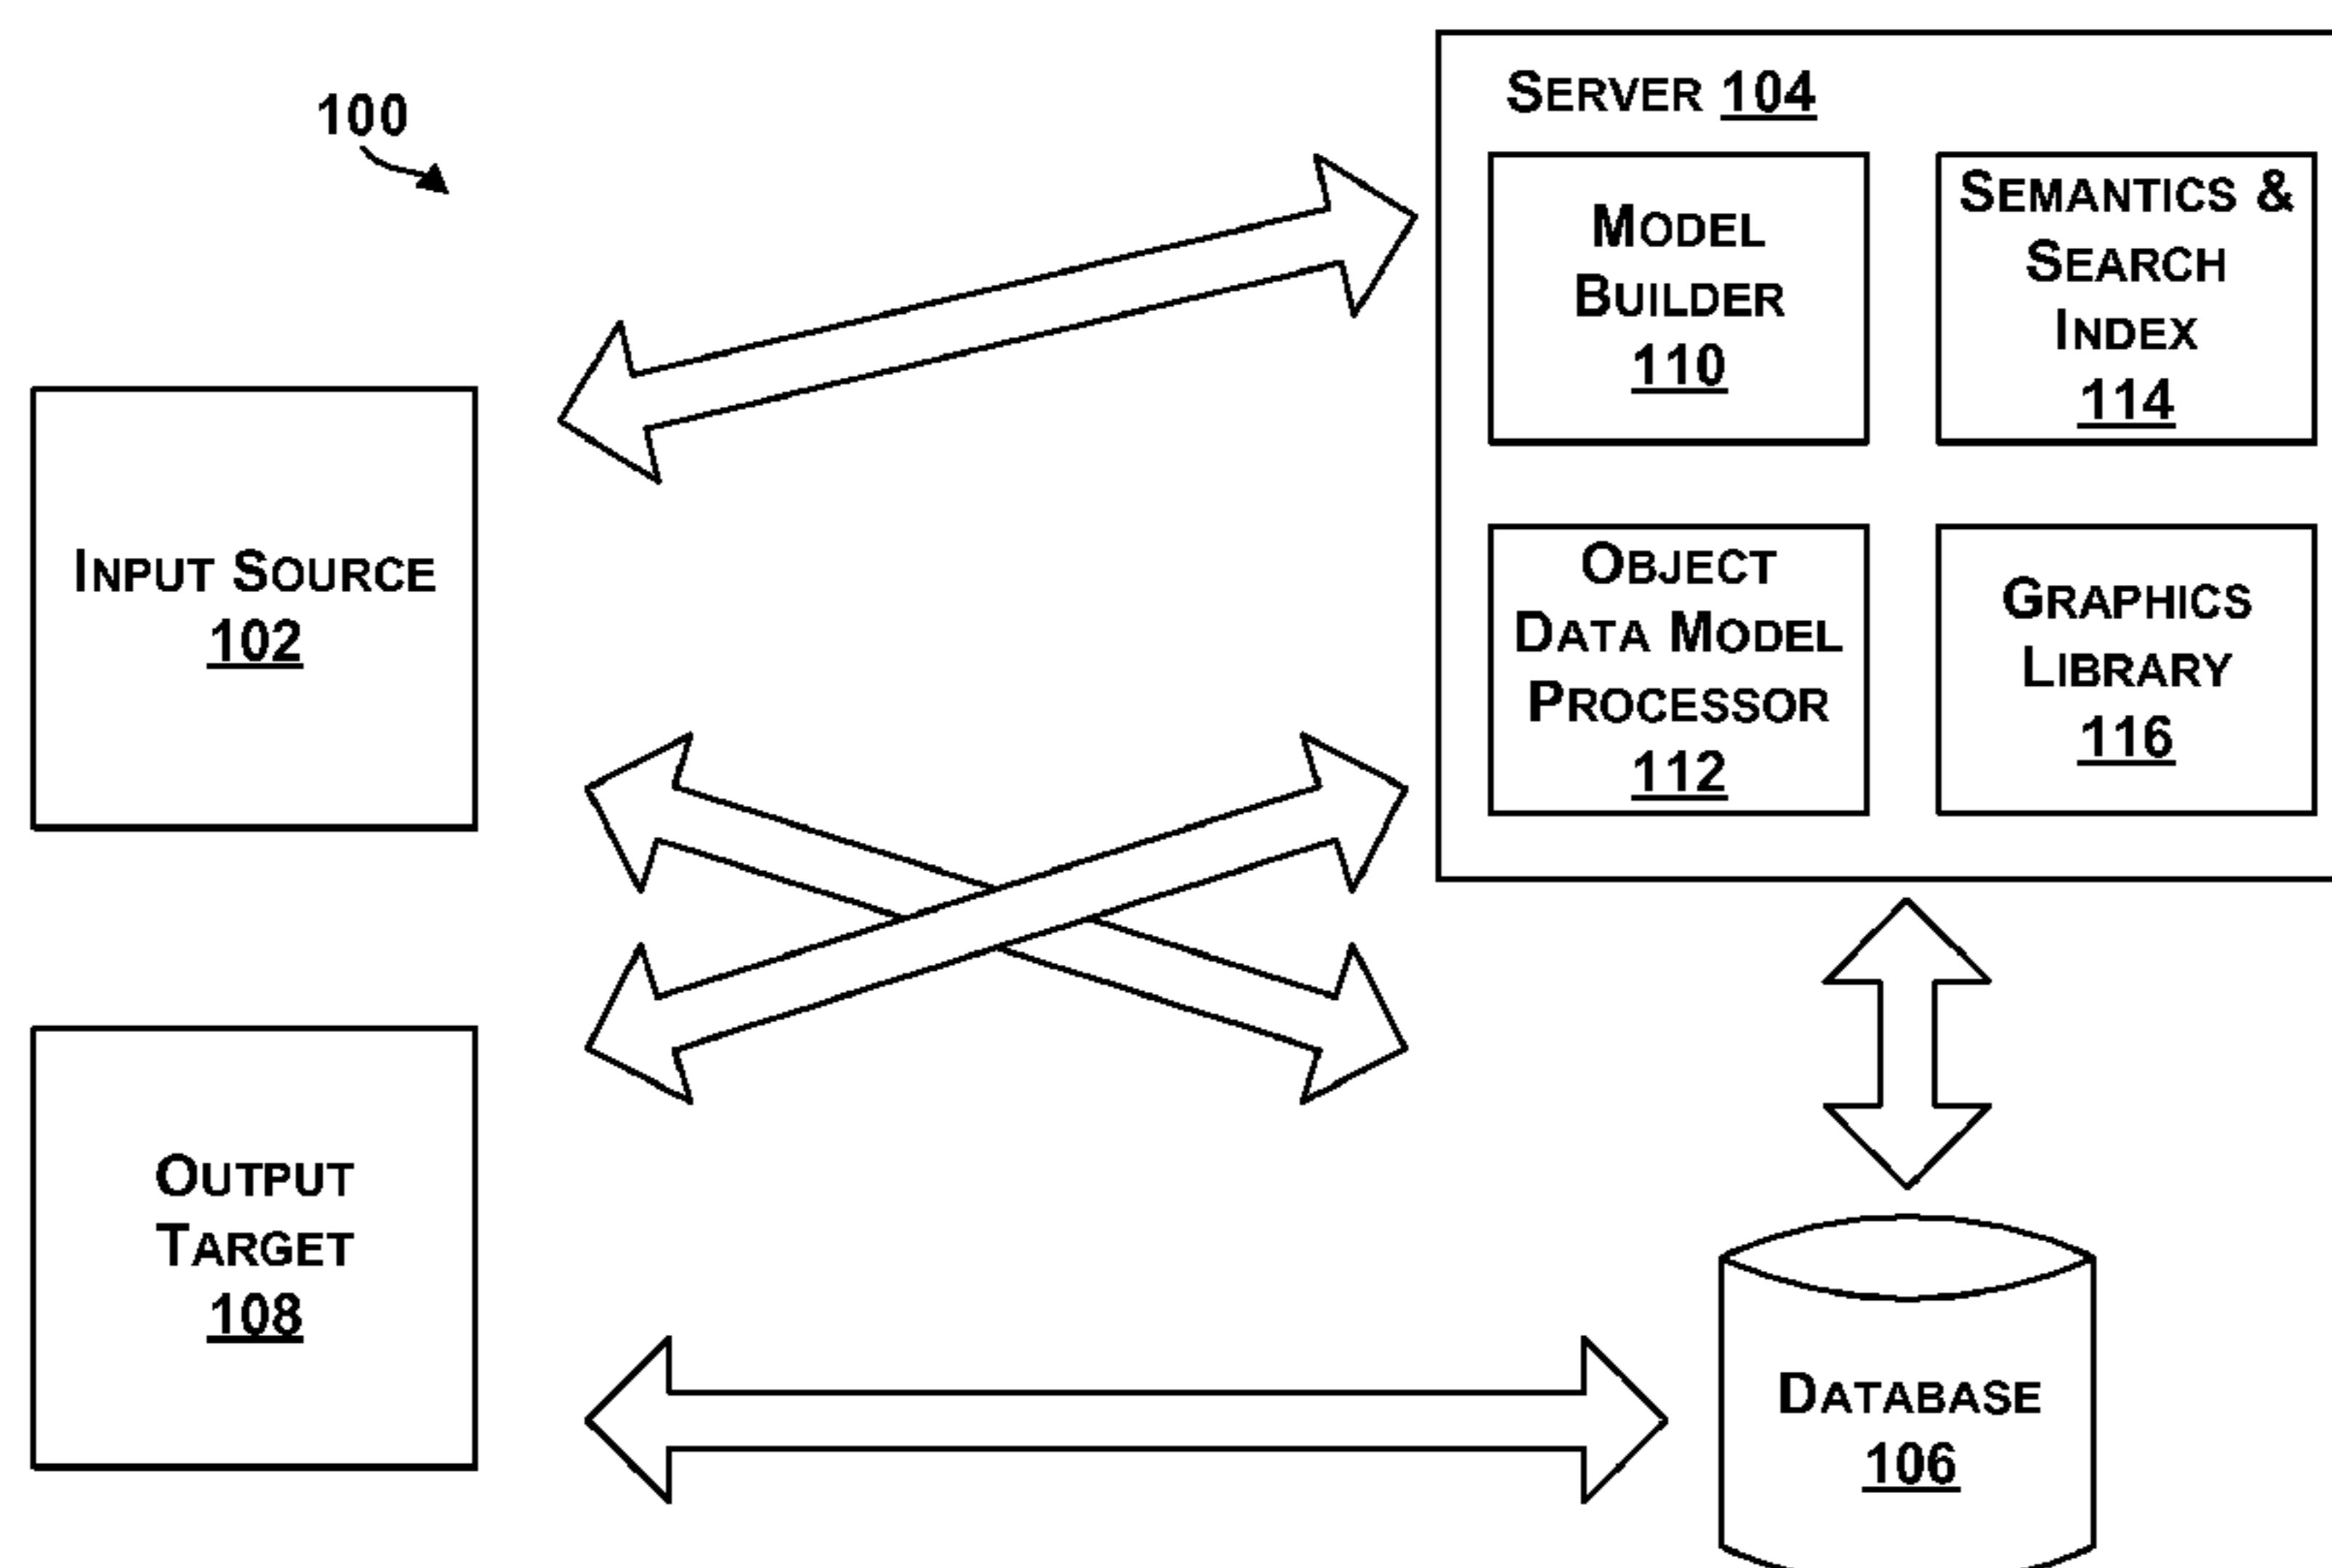 100
SERVER 104
MODEL
BUILDER
110
SEMANTICS &
SEARCH
INDEX
114
INPUT SOURCE
102
OBJECT
DATA MODEL
PROCESSOR
112
GRAPHICS
LIBRARY
116
OUTPUT
TARGET
108
DATABASE
106